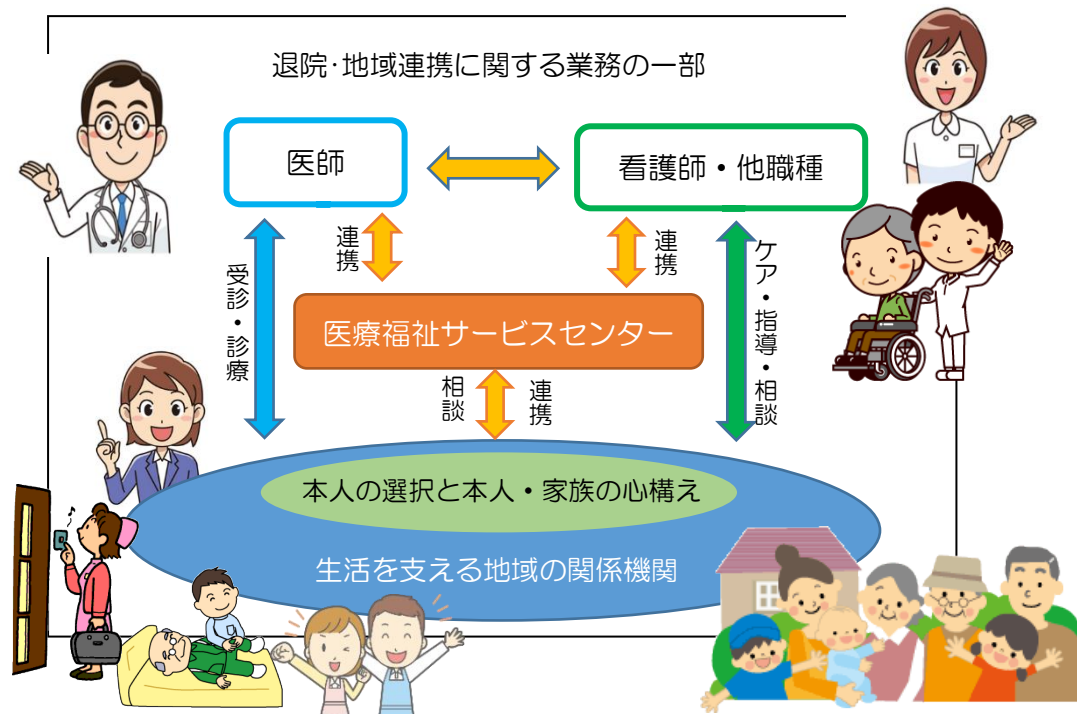 退院･地域連携に関する業務の一部
医師
看護師・他職種
連携
連携
受診・診療
ケア・指導・相談
医療福祉サービスセンター
相談
連携
本人の選択と本人・家族の心構え
生活を支える地域の関係機関